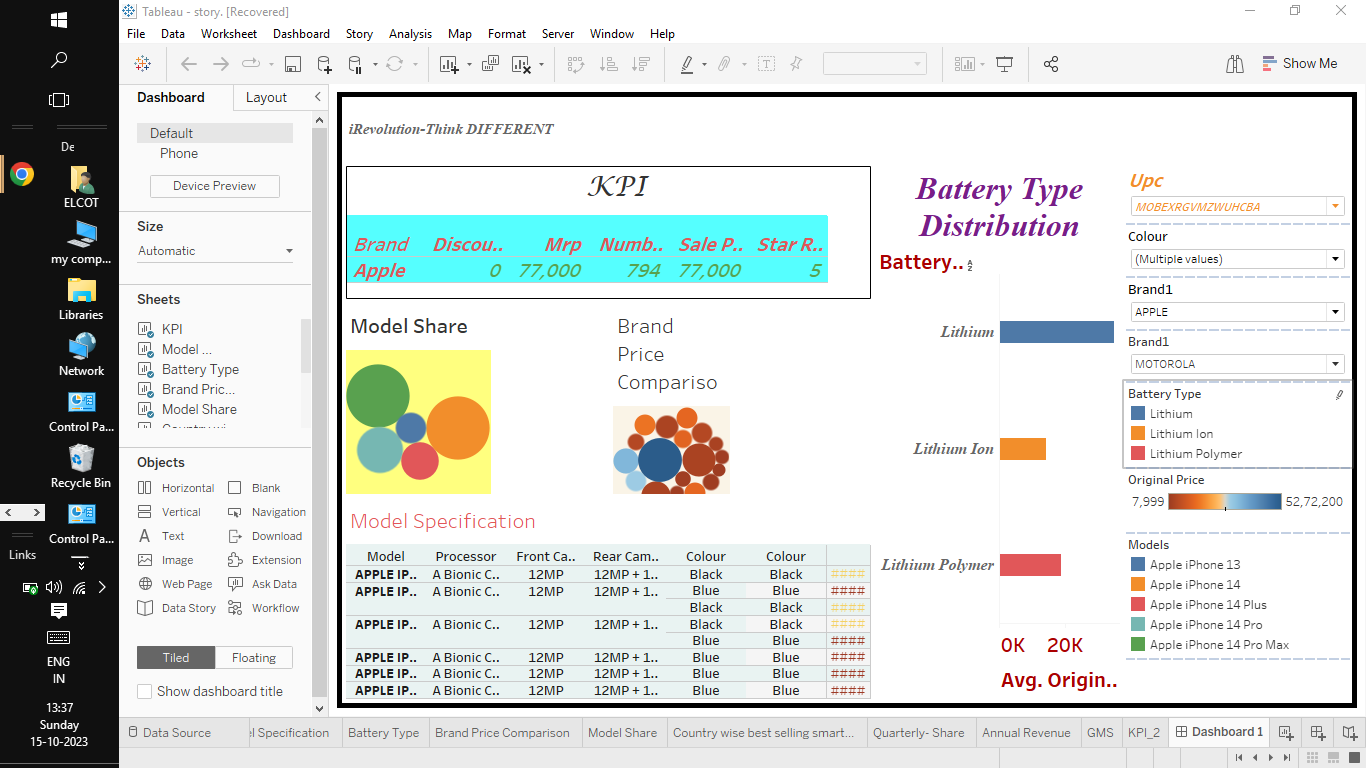 Tableau - story. [Recovered]
File Data Worksheet Dashboard Story Analysis Map Format Server Window Help
Show Me
De
ELCOT
my comp...
Libraries
Network
Control Pa...
Recycle Bin
Control Pa...
Links
ENG
IN
13:37
Sunday
15-10-2023
Dashboard Layout
Default
Phone
Device Preview
Size
Automatic
Sheets
KPI
Model ...
Battery Type
Brand Pric...
Model Share
Objects
Horizontal Blank
Vertical Navigation
Text Download
Image Extension
Web Page Ask Data
Data Story Workflow
Tiled Floating
Show dashboard title
iRevolution-Think DIFFERENT
KPI
Brand Discou.. Mrp Numb.. Sale P.. Star R..
Apple 0 77,000 794 77,000 5
Model Share
Brand
Price
Compariso
Model Specification
Model Processor Front Ca.. Rear Cam.. Colour Colour
APPLE IP.. A Bionic C.. 12MP 12MP + 1.. Black Black ####
APPLE IP.. A Bionic C.. 12MP 12MP + 1.. Blue Blue ####
Black Black ####
APPLE IP.. A Bionic C.. 12MP 12MP + 1.. Black Black ####
Blue Blue ####
APPLE IP.. A Bionic C.. 12MP 12MP + 1.. Blue Blue ####
APPLE IP.. A Bionic C.. 12MP 12MP + 1.. Blue Blue ####
APPLE IP.. A Bionic C.. 12MP 12MP + 1.. Blue Blue ####
Battery Type
Distribution
Battery..
Lithium
Lithium Ion
Lithium Polymer
0K 20K
Avg. Origin..
Upc
MOBEXRGVMZWUHCBA
Colour
(Multiple values)
Brand1
APPLE
Brand1
MOTOROLA
Battery Type
Lithium
Lithium Ion
Lithium Polymer
Original Price
7,999 52,72,200
Models
Apple iPhone 13
Apple iPhone 14
Apple iPhone 14 Plus
Apple iPhone 14 Pro
Apple iPhone 14 Pro Max
Data Source l Specification Battery Type Brand Price Comparison Model Share Country wise best selling smart... Quarterly- Share Annual Revenue GMS KPI_2 Dashboard 1